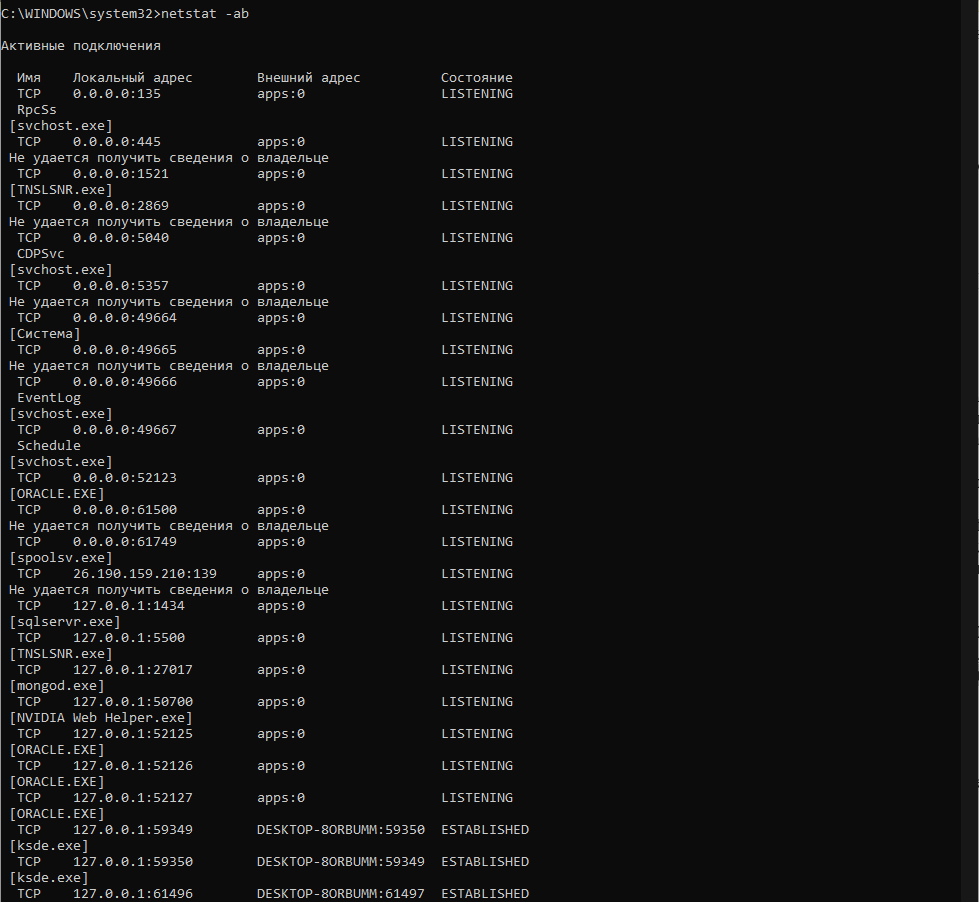 C:\WINDOWS\system32>netstat -ab
Активные подключения
Имя Локальный адрес Внешний адрес Состояние
TCP 0.0.0.0:135 apps:0 LISTENING
RpcSs
[svchost.exe]
TCP 0.0.0.0:445 apps:0 LISTENING
Не удается получить сведения о владельце
TCP 0.0.0.0:1521 apps:0 LISTENING
[TNSLSNR.exe]
TCP 0.0.0.0:2869 apps:0 LISTENING
Не удается получить сведения о владельце
TCP 0.0.0.0:5040 apps:0 LISTENING
CDPSvc
[svchost.exe]
TCP 0.0.0.0:5357 apps:0 LISTENING
Не удается получить сведения о владельце
TCP 0.0.0.0:49664 apps:0 LISTENING
[Система]
TCP 0.0.0.0:49665 apps:0 LISTENING
Не удается получить сведения о владельце
TCP 0.0.0.0:49666 apps:0 LISTENING
EventLog
[svchost.exe]
TCP 0.0.0.0:49667 apps:0 LISTENING
Schedule
[svchost.exe]
TCP 0.0.0.0:52123 apps:0 LISTENING
[ORACLE.EXE]
TCP 0.0.0.0:61500 apps:0 LISTENING
Не удается получить сведения о владельце
TCP 0.0.0.0:61749 apps:0 LISTENING
[spoolsv.exe]
TCP 26.190.159.210:139 apps:0 LISTENING
Не удается получить сведения о владельце
TCP 127.0.0.1:1434 apps:0 LISTENING
[sqlservr.exe]
TCP 127.0.0.1:5500 apps:0 LISTENING
[TNSLSNR.exe]
TCP 127.0.0.1:27017 apps:0 LISTENING
[mongod.exe]
TCP 127.0.0.1:50700 apps:0 LISTENING
[NVIDIA Web Helper.exe]
TCP 127.0.0.1:52125 apps:0 LISTENING
[ORACLE.EXE]
TCP 127.0.0.1:52126 apps:0 LISTENING
[ORACLE.EXE]
TCP 127.0.0.1:52127 apps:0 LISTENING
[ORACLE.EXE]
TCP 127.0.0.1:59349 DESKTOP-8ORBUMM:59350 ESTABLISHED
[ksde.exe]
TCP 127.0.0.1:59350 DESKTOP-8ORBUMM:59349 ESTABLISHED
[ksde.exe]
TCP 127.0.0.1:61496 DESKTOP-8ORBUMM:61497 ESTABLISHED